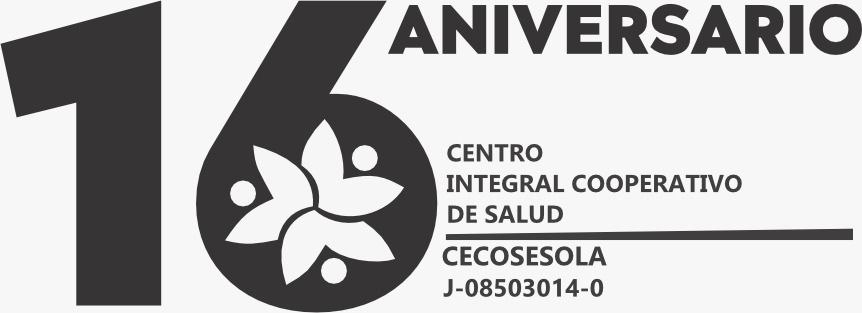 16
ANIVERSARIO
CENTRO
INTEGRAL COOPERATIVO
DE SALUD
CECOSESOLA
J-08503014-0